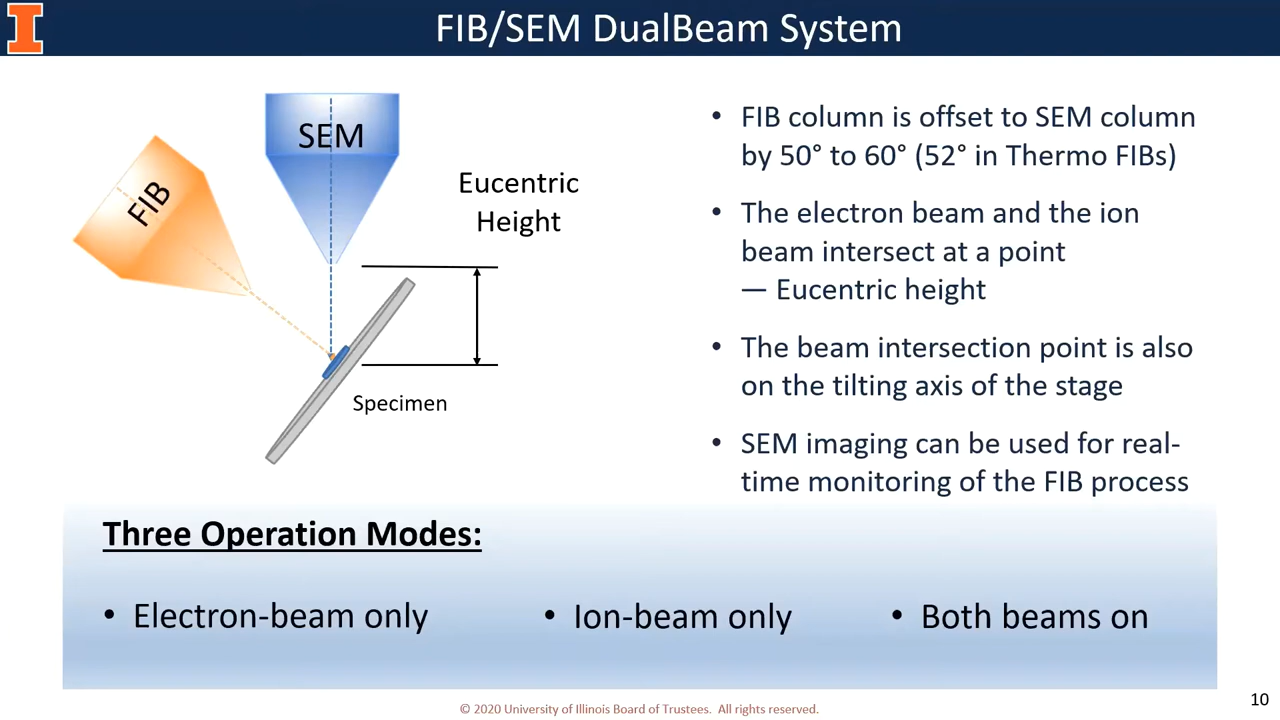 FIB/SEM DualBeam System
SEM
FIB
Eucentric
Height
Specimen
• FIB column is offset to SEM column
by 50° to 60° (52° in Thermo FIBs)
• The electron beam and the ion
beam intersect at a point
— Eucentric height
• The beam intersection point is also
on the tilting axis of the stage
• SEM imaging can be used for real-
time monitoring of the FIB process
Three Operation Modes:
• Electron-beam only
• Ion-beam only
• Both beams on
© 2020 University of Illinois Board of Trustees. All rights reserved.
10